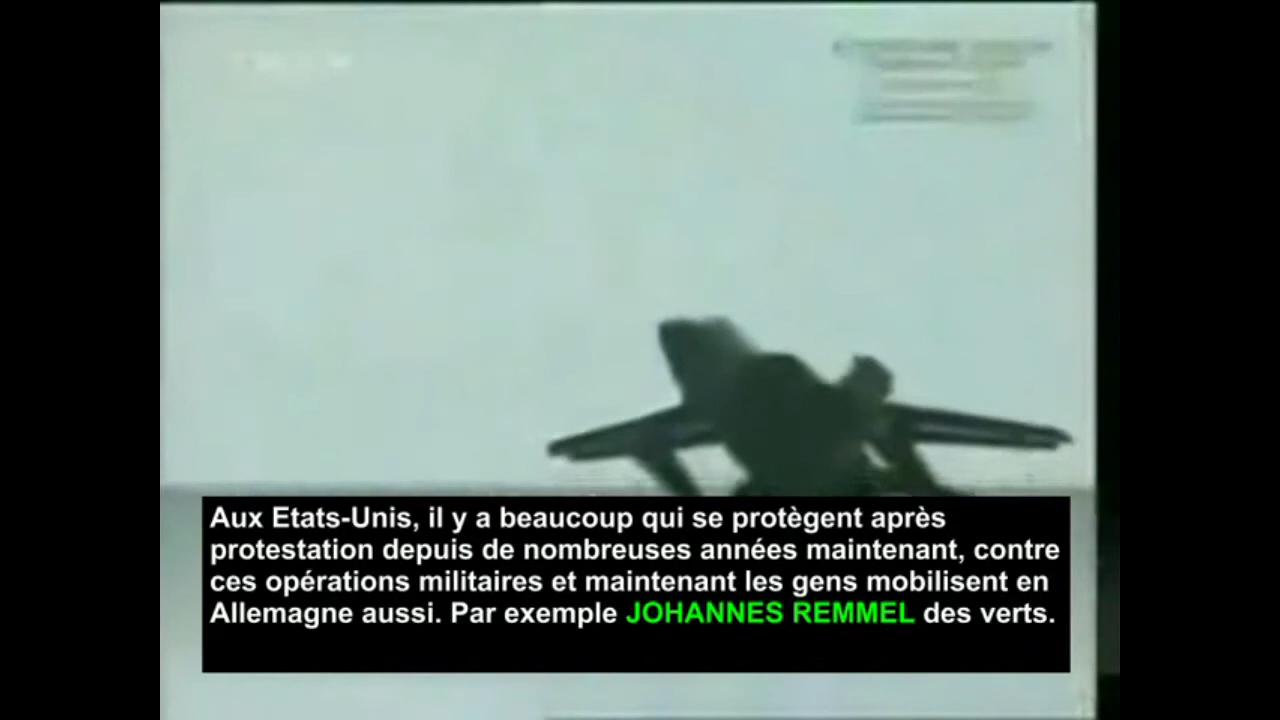 Aux Etats-Unis, il y a beaucoup qui se protègent après
protestation depuis de nombreuses années maintenant, contre
ces opérations militaires et maintenant les gens mobilisent en
Allemagne aussi. Par exemple JOHANNES REMMEL des verts.